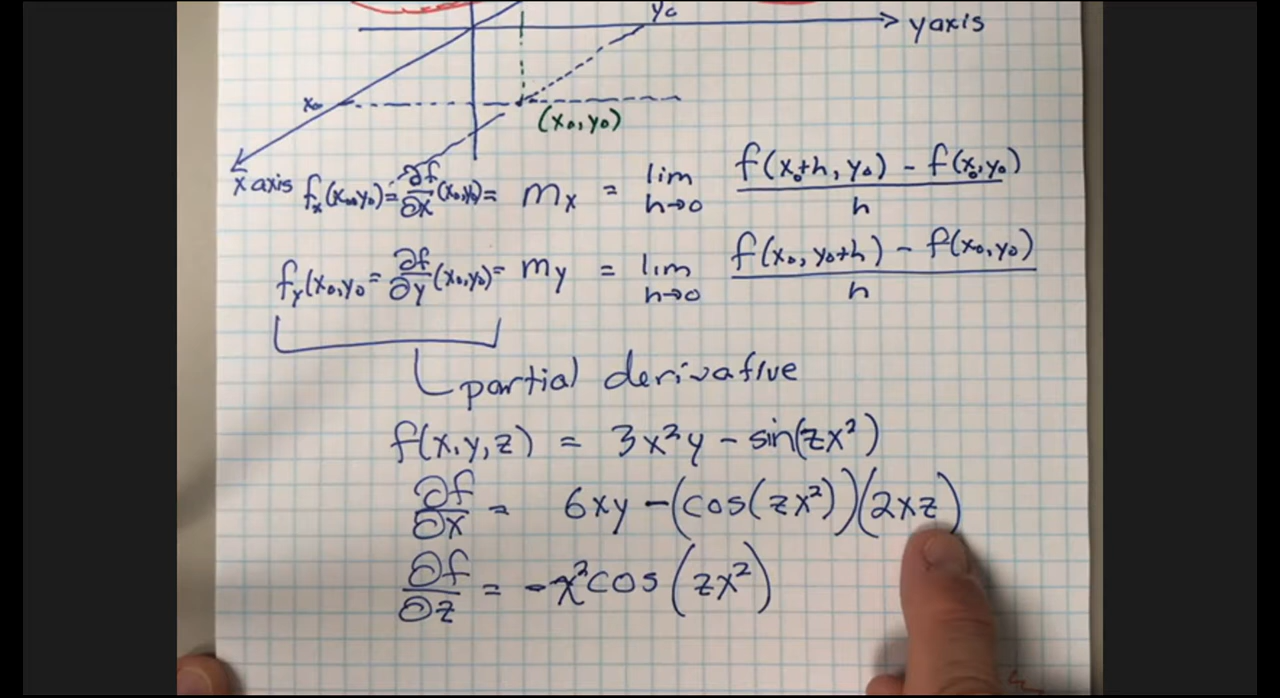 y₀
y axis
x₀
(x₀,y₀)
x axis
fₓ(x₀,y₀) = ∂f/∂x (x₀,y₀) = mₓ = lim h→0 f(x₀+h, y₀) - f(x₀,y₀) / h
f_y(x₀,y₀ = ∂f/∂y (x₀,y₀) = m_y = lim h→0 f(x₀, y₀+h) - f(x₀,y₀) / h
partial derivative
f(x,y,z) = 3x²y - sin(zx²)
∂f/∂x = 6xy - (cos(zx²))(2xz)
∂f/∂z = -x²cos(zx²)